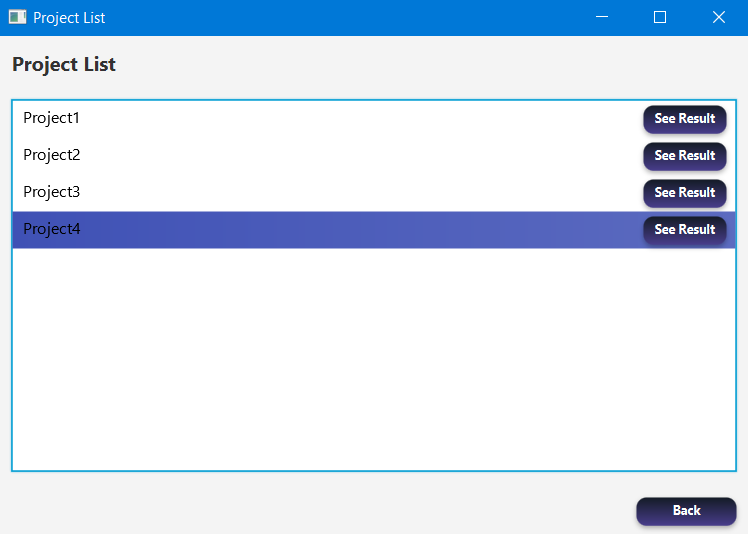 Project List
Project List
Project1 See Result
Project2 See Result
Project3 See Result
Project4 See Result
Back